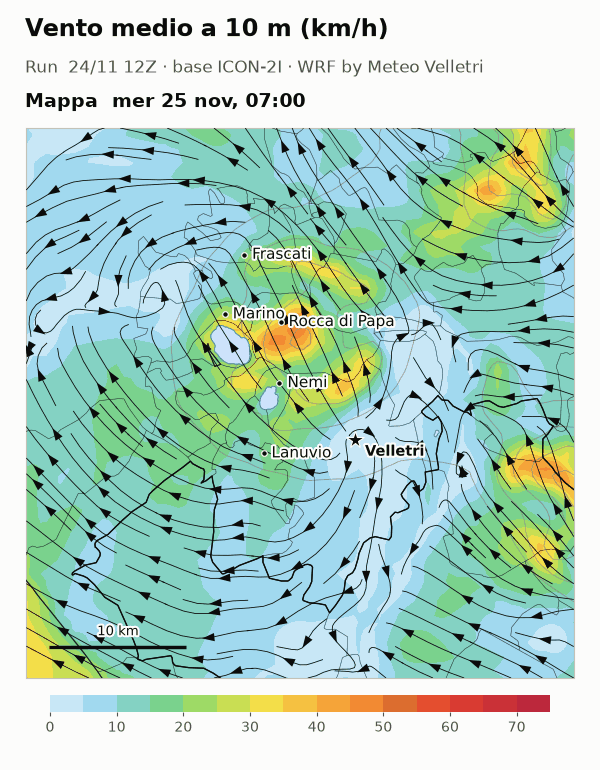 Vento medio a 10 m (km/h)
Run  24/11 12Z · base ICON-2I · WRF by Meteo Velletri
Mappa  mer 25 nov, 07:00
Frascati
Marino
Rocca di Papa
Nemi
Velletri
Lanuvio
10 km
0 10 20 30 40 50 60 70